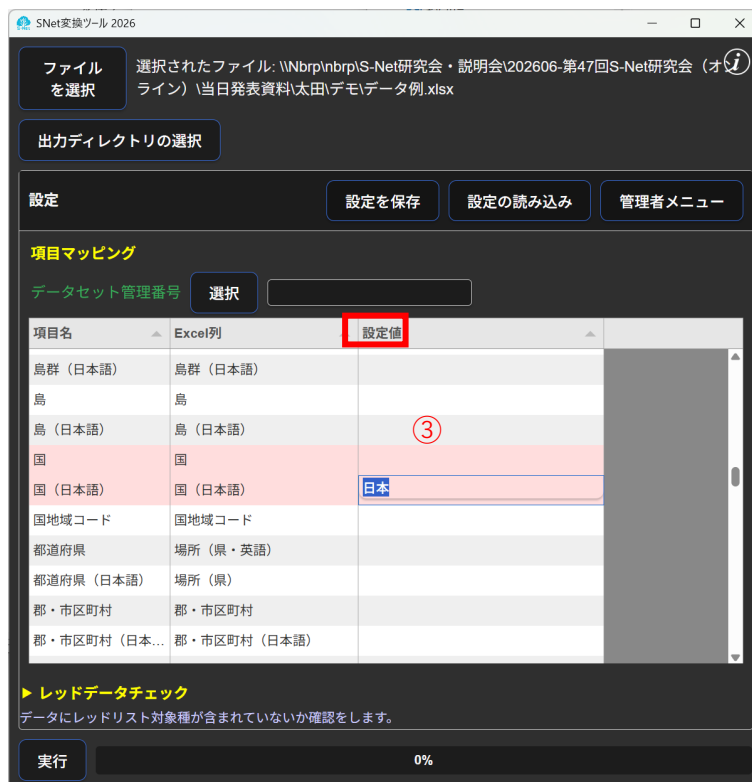 SNet変換ツール 2026
ファイル
を選択
選択されたファイル: \\Nbrp\nbrp\S-Net研究会・説明会\202606-第47回S-Net研究会（オン
ライン）\当日発表資料\太田\デモ\データ例.xlsx
出力ディレクトリの選択
設定
設定を保存
設定の読み込み
管理者メニュー
項目マッピング
データセット管理番号
選択
項目名 Excel列 設定値
島群（日本語） 島群（日本語）
島 島
島（日本語） 島（日本語）
③
国 国
国（日本語） 国（日本語） 日本
国地域コード 国地域コード
都道府県 場所（県・英語）
都道府県（日本語） 場所（県）
郡・市区町村 郡・市区町村
郡・市区町村（日本... 郡・市区町村（日本語）
▶ レッドデータチェック
データにレッドリスト対象種が含まれていないか確認をします。
実行
0%